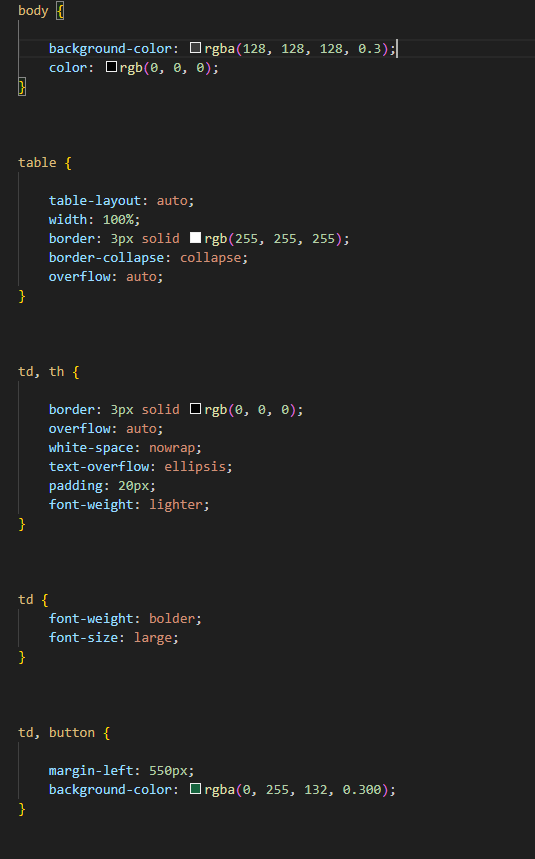 body {
background-color: rgba(128, 128, 128, 0.3);
color: rgb(0, 0, 0);
}
table {
table-layout: auto;
width: 100%;
border: 3px solid rgb(255, 255, 255);
border-collapse: collapse;
overflow: auto;
}
td, th {
border: 3px solid rgb(0, 0, 0);
overflow: auto;
white-space: nowrap;
text-overflow: ellipsis;
padding: 20px;
font-weight: lighter;
}
td {
font-weight: bolder;
font-size: large;
}
td, button {
margin-left: 550px;
background-color: rgba(0, 255, 132, 0.300);
}